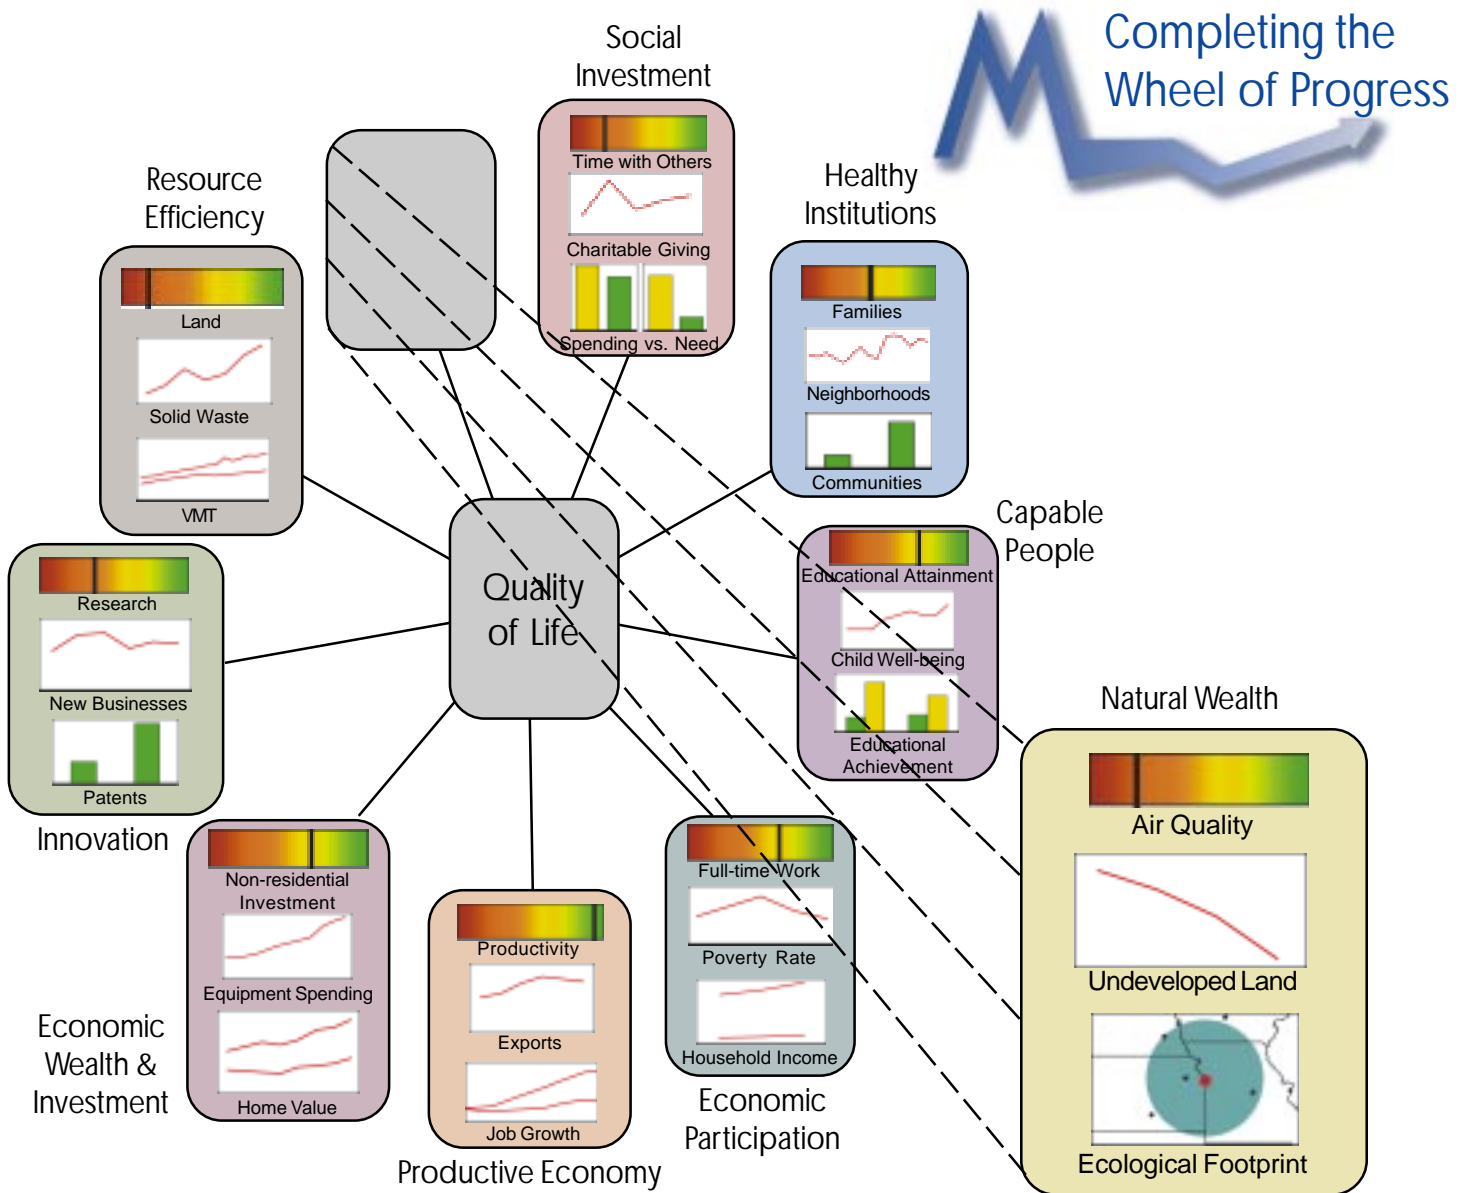 Completing the
Wheel of Progress
Social
Investment
Time with Others
Charitable Giving
Spending vs. Need
Healthy
Institutions
Families
Neighborhoods
Communities
Resource
Efficiency
Land
Solid Waste
VMT
Capable
People
Educational Attainment
Child Well-being
Educational
Achievement
Quality
of Life
Research
New Businesses
Patents
Innovation
Natural Wealth
Air Quality
Undeveloped Land
Ecological Footprint
Non-residential
Investment
Equipment Spending
Home Value
Economic
Wealth &
Investment
Productivity
Exports
Job Growth
Productive Economy
Full-time Work
Poverty Rate
Household Income
Economic
Participation